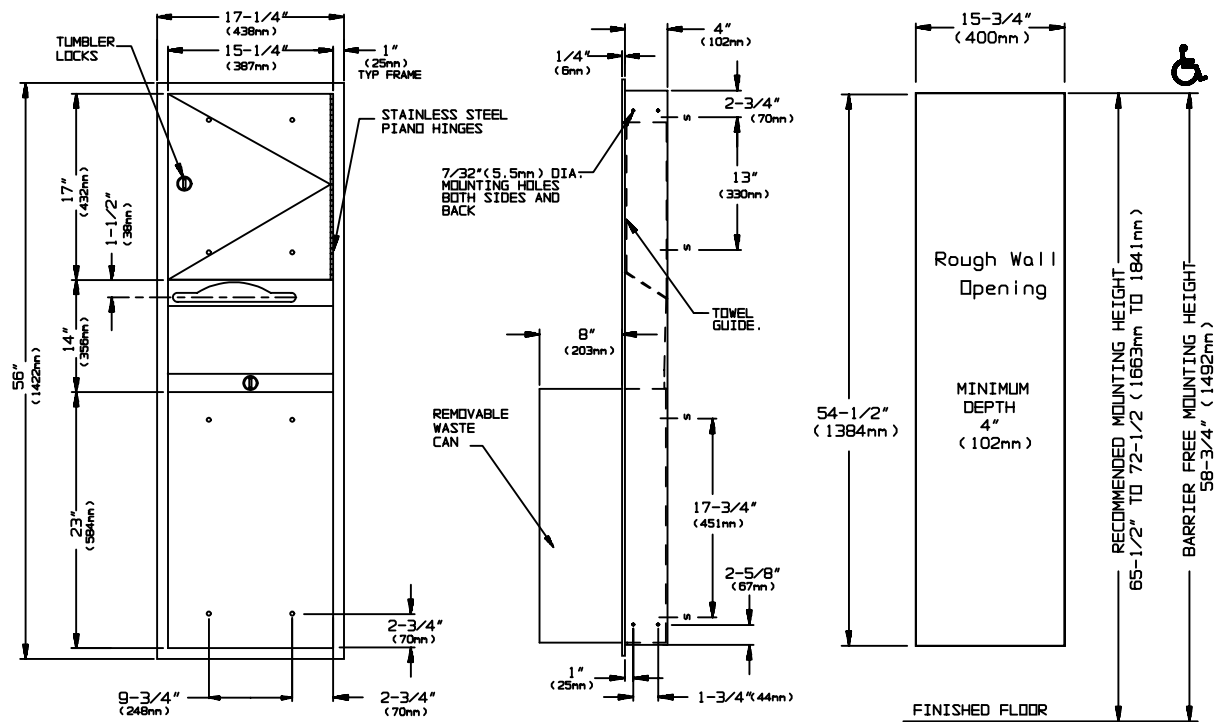 17-1/4"
(438mm)
TUMBLER
LOCKS
15-1/4"
(387mm)
1"
(25mm)
TYP FRAME
STAINLESS STEEL
PIANO HINGES
17"
(432mm)
1-1/2"
(38mm)
14"
(356mm)
56"
(1422mm)
23"
(584mm)
2-3/4"
(70mm)
9-3/4"
(248mm)
2-3/4"
(70mm)
4"
(102mm)
1/4"
(6mm)
2-3/4"
(70mm)
S
7/32"(5.5mm) DIA.
MOUNTING HOLES
BOTH SIDES AND
BACK
13"
(330mm)
S
TOWEL
GUIDE.
8"
(203mm)
REMOVABLE
WASTE
CAN
S
17-3/4"
(451mm)
2-5/8"
(67mm)
S
1"
(25mm)
1-3/4"(44mm)
15-3/4"
(400mm)
Rough Wall
Opening
MINIMUM
DEPTH
4"
(102mm)
54-1/2"
(1384mm)
RECOMMENDED MOUNTING HEIGHT
65-1/2" TO 72-1/2 (1663mm TO 1841mm)
BARRIER FREE MOUNTING HEIGHT
58-3/4" (1492mm)
FINISHED FLOOR